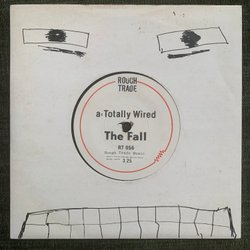 ROUGH
TRADE
a-Totally Wired
The Fall
RT 056
Rough Trade Music
3 25